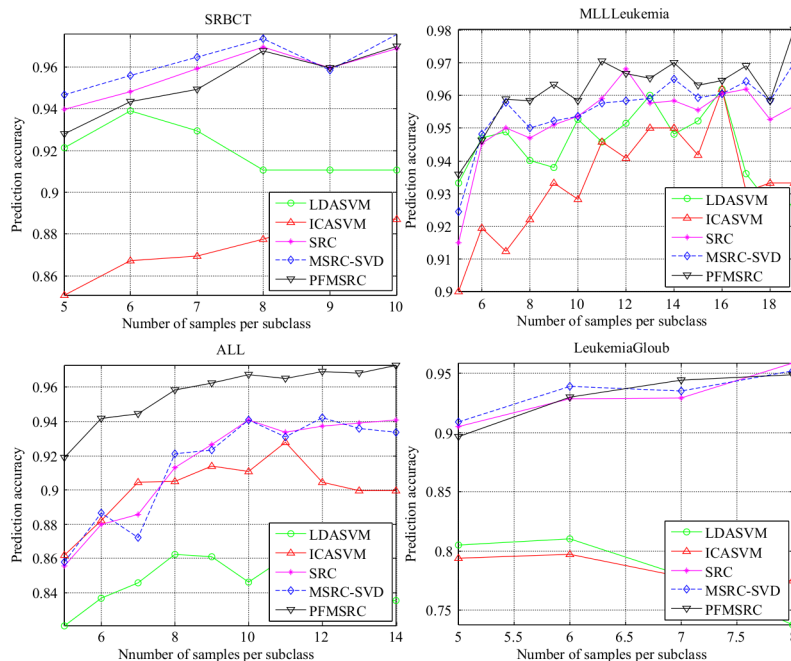 SRBCT
Prediction accuracy
0.96
0.94
0.92
0.9
0.88
0.86
5
6
7
8
9
10
Number of samples per subclass
LDASVM
ICASVM
SRC
MSRC-SVD
PFMSRC
MLLLeukemia
Prediction accuracy
0.98
0.97
0.96
0.95
0.94
0.93
0.92
0.91
0.9
6
8
10
12
14
16
18
Number of samples per subclass
LDASVM
ICASVM
SRC
MSRC-SVD
PFMSRC
ALL
Prediction accuracy
0.96
0.94
0.92
0.9
0.88
0.86
0.84
6
8
10
12
14
Nnumber of samples per subclass
LDASVM
ICASVM
SRC
MSRC-SVD
PFMSRC
LeukemiaGloub
Prediction accuracy
0.95
0.9
0.85
0.8
0.75
5
5.5
6
6.5
7
7.5
Number of samples per subclass
LDASVM
ICASVM
SRC
MSRC-SVD
PFMSRC